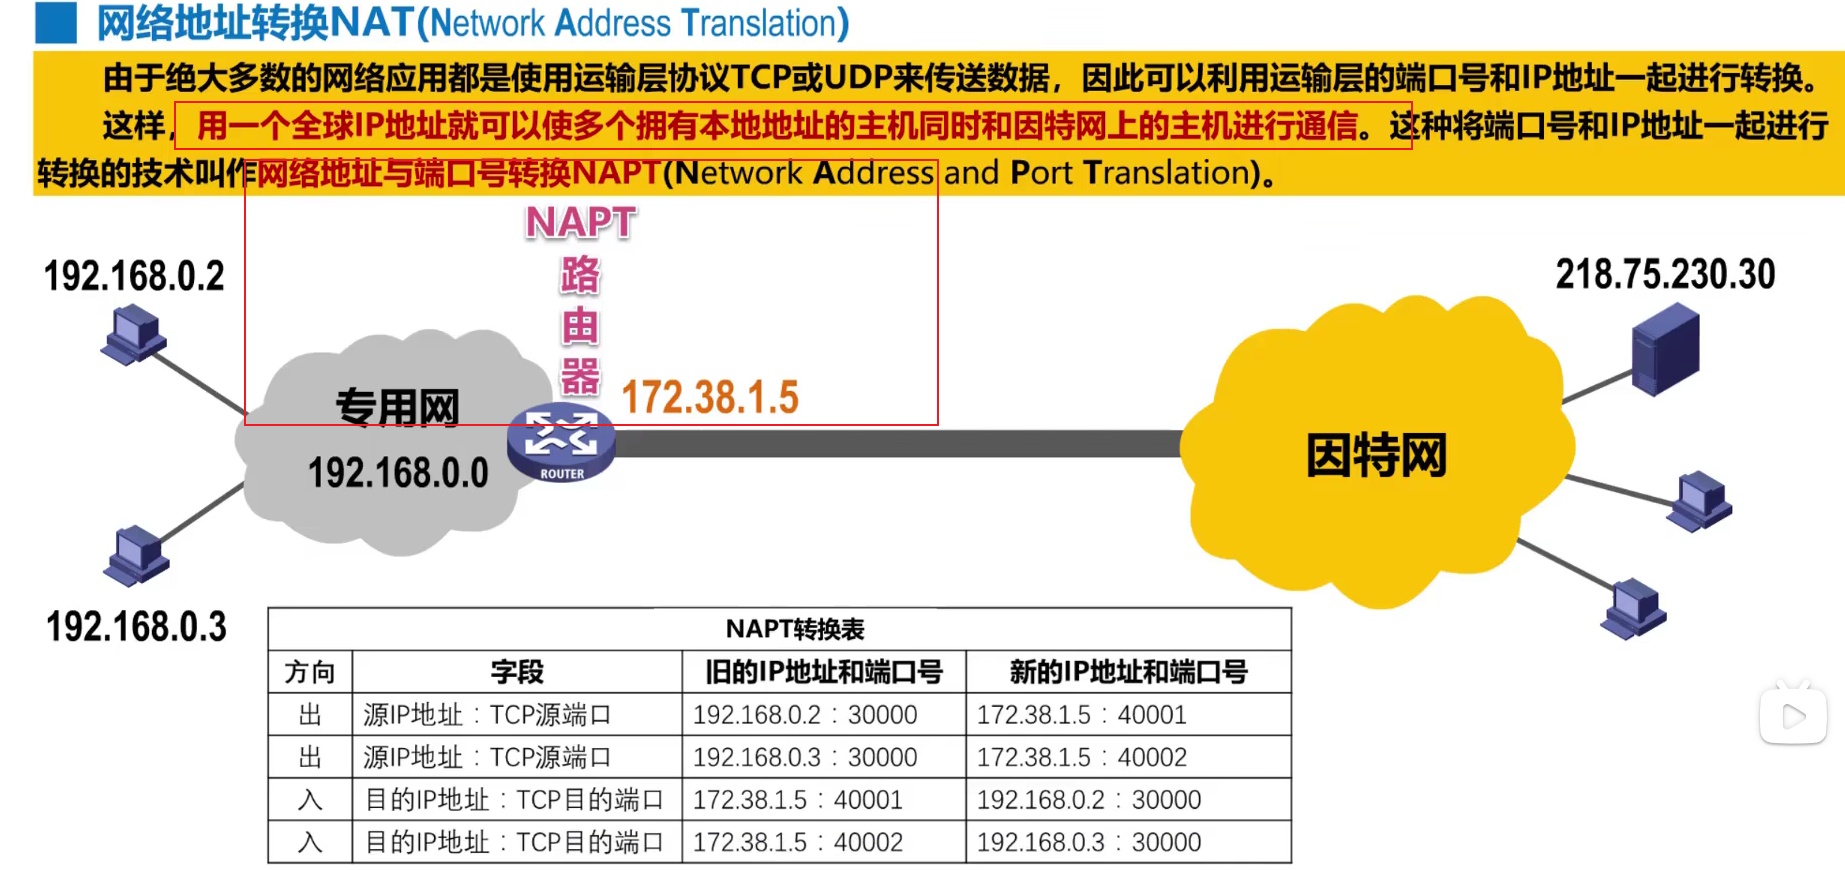 网络地址转换NAT(Network Address Translation)
由于绝大多数的网络应用都是使用运输层协议TCP或UDP来传送数据，因此可以利用运输层的端口号和IP地址一起进行转换。
这样，用一个全球IP地址就可以使多个拥有本地地址的主机同时和因特网上的主机进行通信。这种将端口号和IP地址一起进行
转换的技术叫作网络地址与端口号转换NAPT(Network Address and Port Translation)。
NAPT
路
由
器
192.168.0.2
218.75.230.30
172.38.1.5
专用网
192.168.0.0
ROUTER
因特网
192.168.0.3
NAPT转换表
方向 字段 旧的IP地址和端口号 新的IP地址和端口号
出 源IP地址：TCP源端口 192.168.0.2：30000 172.38.1.5：40001
出 源IP地址：TCP源端口 192.168.0.3：30000 172.38.1.5：40002
入 目的IP地址：TCP目的端口 172.38.1.5：40001 192.168.0.2：30000
入 目的IP地址：TCP目的端口 172.38.1.5：40002 192.168.0.3：30000